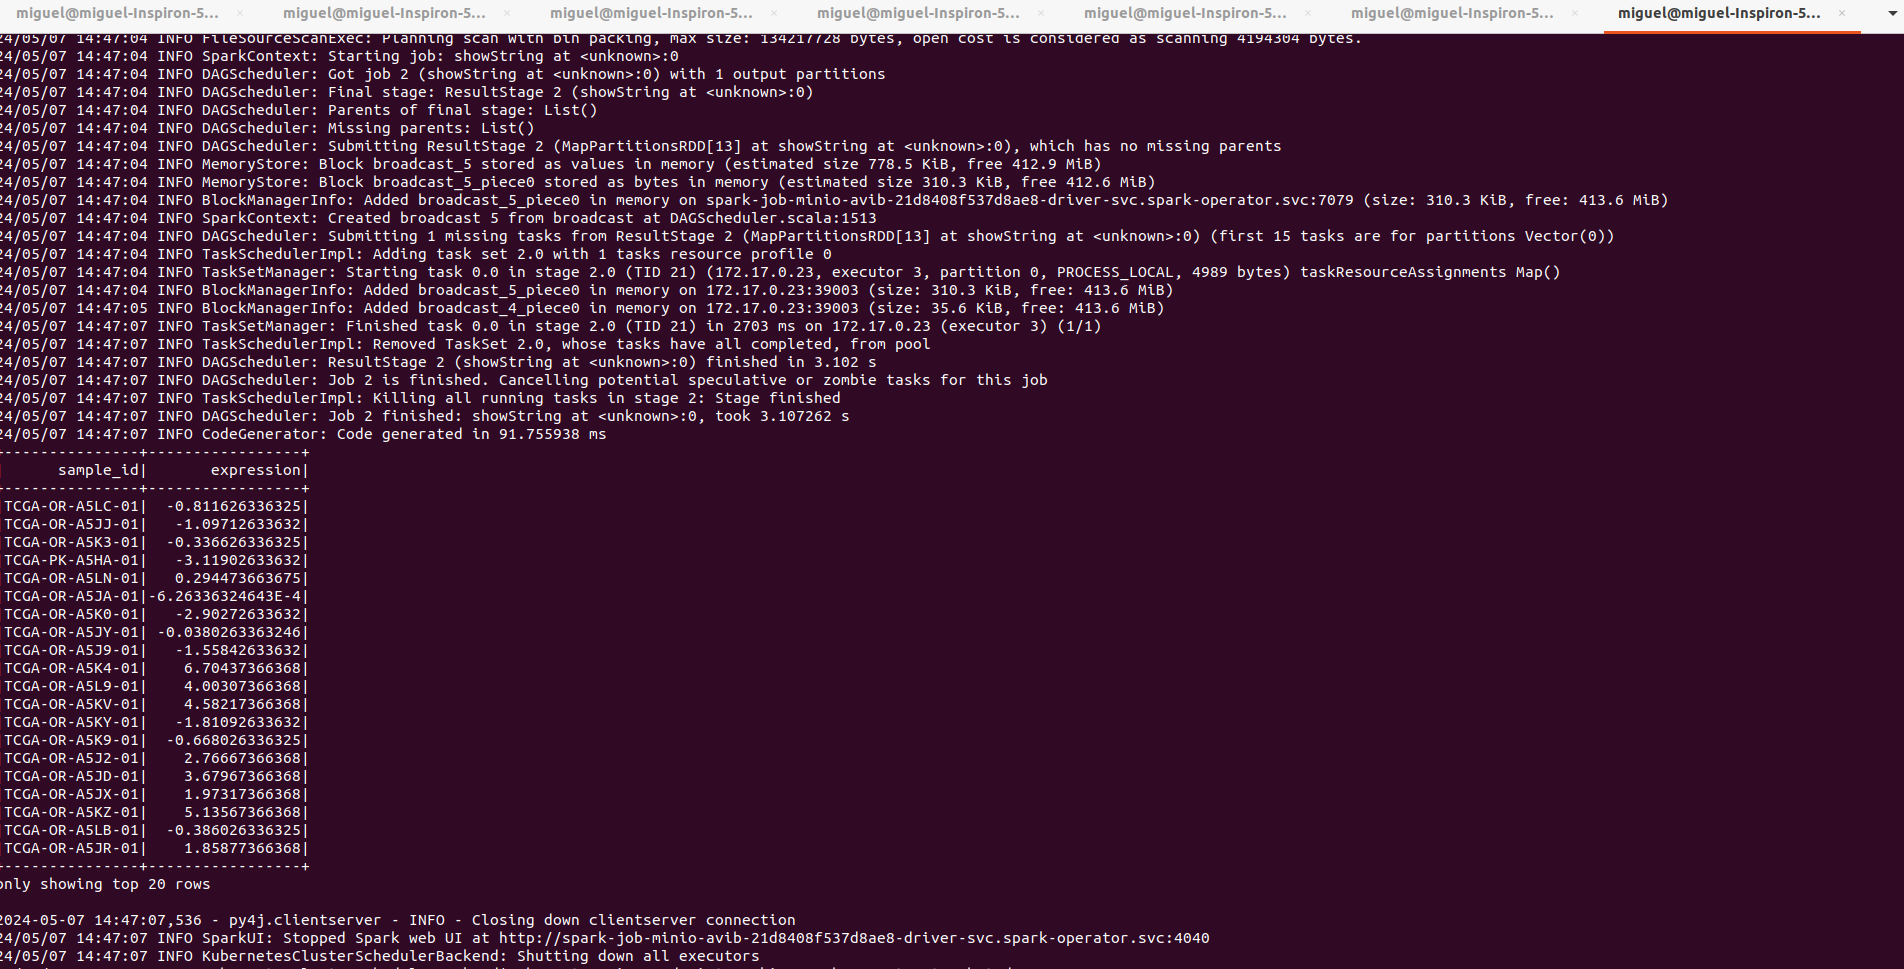 miguel@miguel-Inspiron-5... × miguel@miguel-Inspiron-5... × miguel@miguel-Inspiron-5... × miguel@miguel-Inspiron-5... × miguel@miguel-Inspiron-5... × miguel@miguel-Inspiron-5... × miguel@miguel-Inspiron-5... ×
24/05/07 14:47:04 INFO FileSourceScanExec: Planning scan with bin packing, max size: 134217728 bytes, open cost is considered as scanning 4194304 bytes.
24/05/07 14:47:04 INFO SparkContext: Starting job: showString at <unknown>:0
24/05/07 14:47:04 INFO DAGScheduler: Got job 2 (showString at <unknown>:0) with 1 output partitions
24/05/07 14:47:04 INFO DAGScheduler: Final stage: ResultStage 2 (showString at <unknown>:0)
24/05/07 14:47:04 INFO DAGScheduler: Parents of final stage: List()
24/05/07 14:47:04 INFO DAGScheduler: Missing parents: List()
24/05/07 14:47:04 INFO DAGScheduler: Submitting ResultStage 2 (MapPartitionsRDD[13] at showString at <unknown>:0), which has no missing parents
24/05/07 14:47:04 INFO MemoryStore: Block broadcast_5 stored as values in memory (estimated size 778.5 KiB, free 412.9 MiB)
24/05/07 14:47:04 INFO MemoryStore: Block broadcast_5_piece0 stored as bytes in memory (estimated size 310.3 KiB, free 412.6 MiB)
24/05/07 14:47:04 INFO BlockManagerInfo: Added broadcast_5_piece0 in memory on spark-job-minio-avib-21d8408f537d8ae8-driver-svc.spark-operator.svc:7079 (size: 310.3 KiB, free: 413.6 MiB)
24/05/07 14:47:04 INFO SparkContext: Created broadcast 5 from broadcast at DAGScheduler.scala:1513
24/05/07 14:47:04 INFO DAGScheduler: Submitting 1 missing tasks from ResultStage 2 (MapPartitionsRDD[13] at showString at <unknown>:0) (first 15 tasks are for partitions Vector(0))
24/05/07 14:47:04 INFO TaskSchedulerImpl: Adding task set 2.0 with 1 tasks resource profile 0
24/05/07 14:47:04 INFO TaskSetManager: Starting task 0.0 in stage 2.0 (TID 21) (172.17.0.23, executor 3, partition 0, PROCESS_LOCAL, 4989 bytes) taskResourceAssignments Map()
24/05/07 14:47:04 INFO BlockManagerInfo: Added broadcast_5_piece0 in memory on 172.17.0.23:39003 (size: 310.3 KiB, free: 413.6 MiB)
24/05/07 14:47:05 INFO BlockManagerInfo: Added broadcast_4_piece0 in memory on 172.17.0.23:39003 (size: 35.6 KiB, free: 413.6 MiB)
24/05/07 14:47:07 INFO TaskSetManager: Finished task 0.0 in stage 2.0 (TID 21) in 2703 ms on 172.17.0.23 (executor 3) (1/1)
24/05/07 14:47:07 INFO TaskSchedulerImpl: Removed TaskSet 2.0, whose tasks have all completed, from pool
24/05/07 14:47:07 INFO DAGScheduler: ResultStage 2 (showString at <unknown>:0) finished in 3.102 s
24/05/07 14:47:07 INFO DAGScheduler: Job 2 is finished. Cancelling potential speculative or zombie tasks for this job
24/05/07 14:47:07 INFO TaskSchedulerImpl: Killing all running tasks in stage 2: Stage finished
24/05/07 14:47:07 INFO DAGScheduler: Job 2 finished: showString at <unknown>:0, took 3.107262 s
24/05/07 14:47:07 INFO CodeGenerator: Code generated in 91.755938 ms
+---------------+-----------------+
|      sample_id|       expression|
+---------------+-----------------+
|TCGA-OR-A5LC-01|  -0.811626336325|
|TCGA-OR-A5JJ-01|   -1.09712633632|
|TCGA-OR-A5K3-01|  -0.336626336325|
|TCGA-PK-A5HA-01|   -3.11902633632|
|TCGA-OR-A5LN-01|   0.294473663675|
|TCGA-OR-A5JA-01|-6.26336324643E-4|
|TCGA-OR-A5K0-01|   -2.90272633632|
|TCGA-OR-A5JY-01| -0.0380263363246|
|TCGA-OR-A5J9-01|   -1.55842633632|
|TCGA-OR-A5K4-01|    6.70437366368|
|TCGA-OR-A5L9-01|    4.00307366368|
|TCGA-OR-A5KV-01|    4.58217366368|
|TCGA-OR-A5KY-01|   -1.81092633632|
|TCGA-OR-A5K9-01|  -0.668026336325|
|TCGA-OR-A5J2-01|    2.76667366368|
|TCGA-OR-A5JD-01|    3.67967366368|
|TCGA-OR-A5JX-01|    1.97317366368|
|TCGA-OR-A5KZ-01|    5.13567366368|
|TCGA-OR-A5LB-01|  -0.386026336325|
|TCGA-OR-A5JR-01|    1.85877366368|
+---------------+-----------------+
only showing top 20 rows
2024-05-07 14:47:07,536 - py4j.clientserver - INFO - Closing down clientserver connection
24/05/07 14:47:07 INFO SparkUI: Stopped Spark web UI at http://spark-job-minio-avib-21d8408f537d8ae8-driver-svc.spark-operator.svc:4040
24/05/07 14:47:07 INFO KubernetesClusterSchedulerBackend: Shutting down all executors